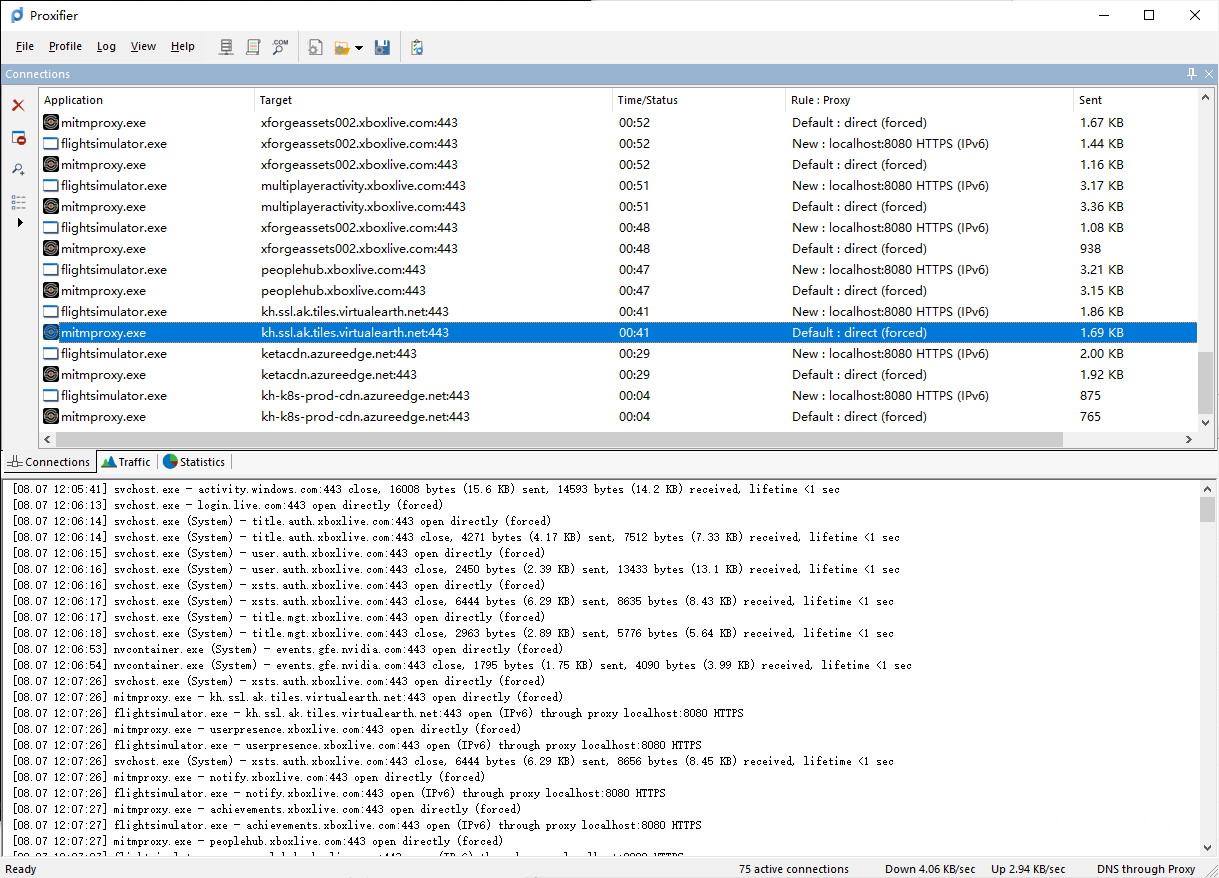 Proxifier
File Profile Log View Help .COM
Connections
Application Target Time/Status Rule : Proxy Sent
mitmproxy.exe xforgeassets002.xboxlive.com:443 00:52 Default : direct (forced) 1.67 KB
flightsimulator.exe xforgeassets002.xboxlive.com:443 00:52 New : localhost:8080 HTTPS (IPv6) 1.44 KB
mitmproxy.exe xforgeassets002.xboxlive.com:443 00:52 Default : direct (forced) 1.16 KB
flightsimulator.exe multiplayeractivity.xboxlive.com:443 00:51 New : localhost:8080 HTTPS (IPv6) 3.17 KB
mitmproxy.exe multiplayeractivity.xboxlive.com:443 00:51 Default : direct (forced) 3.36 KB
flightsimulator.exe xforgeassets002.xboxlive.com:443 00:48 New : localhost:8080 HTTPS (IPv6) 1.08 KB
mitmproxy.exe xforgeassets002.xboxlive.com:443 00:48 Default : direct (forced) 938
flightsimulator.exe peoplehub.xboxlive.com:443 00:47 New : localhost:8080 HTTPS (IPv6) 3.21 KB
mitmproxy.exe peoplehub.xboxlive.com:443 00:47 Default : direct (forced) 3.15 KB
flightsimulator.exe kh.ssl.ak.tiles.virtualearth.net:443 00:41 New : localhost:8080 HTTPS (IPv6) 1.86 KB
mitmproxy.exe kh.ssl.ak.tiles.virtualearth.net:443 00:41 Default : direct (forced) 1.69 KB
flightsimulator.exe ketacdn.azureedge.net:443 00:29 New : localhost:8080 HTTPS (IPv6) 2.00 KB
mitmproxy.exe ketacdn.azureedge.net:443 00:29 Default : direct (forced) 1.92 KB
flightsimulator.exe kh-k8s-prod-cdn.azureedge.net:443 00:04 New : localhost:8080 HTTPS (IPv6) 875
mitmproxy.exe kh-k8s-prod-cdn.azureedge.net:443 00:04 Default : direct (forced) 765
Connections Traffic Statistics
[08.07 12:05:41] svchost.exe - activity.windows.com:443 close, 16008 bytes (15.6 KB) sent, 14593 bytes (14.2 KB) received, lifetime <1 sec
[08.07 12:06:13] svchost.exe - login.live.com:443 open directly (forced)
[08.07 12:06:14] svchost.exe (System) - title.auth.xboxlive.com:443 open directly (forced)
[08.07 12:06:14] svchost.exe (System) - title.auth.xboxlive.com:443 close, 4271 bytes (4.17 KB) sent, 7512 bytes (7.33 KB) received, lifetime <1 sec
[08.07 12:06:15] svchost.exe (System) - user.auth.xboxlive.com:443 open directly (forced)
[08.07 12:06:16] svchost.exe (System) - user.auth.xboxlive.com:443 close, 2450 bytes (2.39 KB) sent, 13433 bytes (13.1 KB) received, lifetime <1 sec
[08.07 12:06:16] svchost.exe (System) - xsts.auth.xboxlive.com:443 open directly (forced)
[08.07 12:06:17] svchost.exe (System) - xsts.auth.xboxlive.com:443 close, 6444 bytes (6.29 KB) sent, 8635 bytes (8.43 KB) received, lifetime <1 sec
[08.07 12:06:17] svchost.exe (System) - title.mgt.xboxlive.com:443 open directly (forced)
[08.07 12:06:18] svchost.exe (System) - title.mgt.xboxlive.com:443 close, 2963 bytes (2.89 KB) sent, 5776 bytes (5.64 KB) received, lifetime <1 sec
[08.07 12:06:53] nvcontainer.exe (System) - events.gfe.nvidia.com:443 open directly (forced)
[08.07 12:06:54] nvcontainer.exe (System) - events.gfe.nvidia.com:443 close, 1795 bytes (1.75 KB) sent, 4090 bytes (3.99 KB) received, lifetime <1 sec
[08.07 12:07:26] svchost.exe (System) - xsts.auth.xboxlive.com:443 open directly (forced)
[08.07 12:07:26] mitmproxy.exe - kh.ssl.ak.tiles.virtualearth.net:443 open directly (forced)
[08.07 12:07:26] flightsimulator.exe - kh.ssl.ak.tiles.virtualearth.net:443 open (IPv6) through proxy localhost:8080 HTTPS
[08.07 12:07:26] mitmproxy.exe - userpresence.xboxlive.com:443 open directly (forced)
[08.07 12:07:26] flightsimulator.exe - userpresence.xboxlive.com:443 open (IPv6) through proxy localhost:8080 HTTPS
[08.07 12:07:26] svchost.exe (System) - xsts.auth.xboxlive.com:443 close, 6444 bytes (6.29 KB) sent, 8656 bytes (8.45 KB) received, lifetime <1 sec
[08.07 12:07:26] mitmproxy.exe - notify.xboxlive.com:443 open directly (forced)
[08.07 12:07:26] flightsimulator.exe - notify.xboxlive.com:443 open (IPv6) through proxy localhost:8080 HTTPS
[08.07 12:07:27] mitmproxy.exe - achievements.xboxlive.com:443 open directly (forced)
[08.07 12:07:27] flightsimulator.exe - achievements.xboxlive.com:443 open (IPv6) through proxy localhost:8080 HTTPS
[08.07 12:07:27] mitmproxy.exe - peoplehub.xboxlive.com:443 open directly (forced)
Ready 75 active connections Down 4.06 KB/sec Up 2.94 KB/sec DNS through Proxy